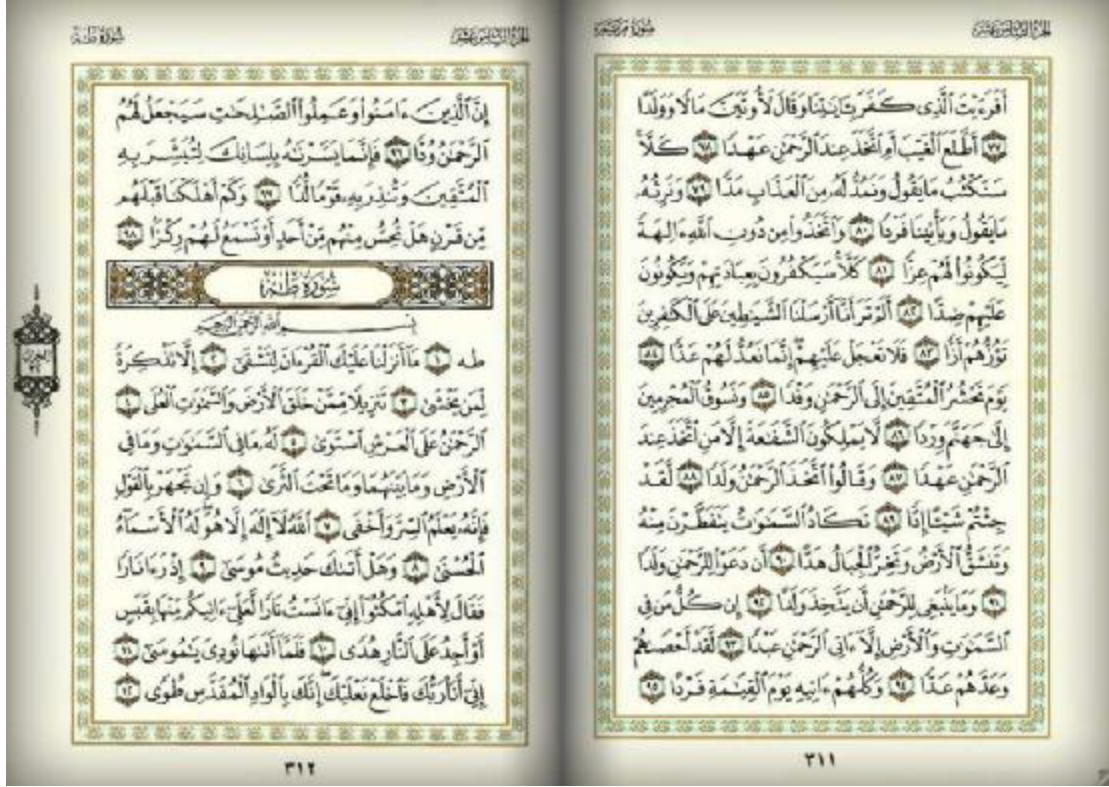 الجزء السادس عشر
سورة مريم
أَفَرَءَيْتَ ٱلَّذِى كَفَرَ بِـَٔايَـٰتِنَا وَقَالَ لَأُوتَيَنَّ مَالًا وَوَلَدًا
٧٧ أَطَّلَعَ ٱلْغَيْبَ أَمِ ٱتَّخَذَ عِندَ ٱلرَّحْمَـٰنِ عَهْدًا ٧٨ كَلَّا
سَنَكْتُبُ مَا يَقُولُ وَنَمُدُّ لَهُۥ مِنَ ٱلْعَذَابِ مَدًّا ٧٩ وَنَرِثُهُۥ
مَا يَقُولُ وَيَأْتِينَا فَرْدًا ٨٠ وَٱتَّخَذُوا۟ مِن دُونِ ٱللَّهِ ءَالِهَةً
لِّيَكُونُوا۟ لَهُمْ عِزًّا ٨١ كَلَّا سَيَكْفُرُونَ بِعِبَادَتِهِمْ وَيَكُونُونَ
عَلَيْهِمْ ضِدًّا ٨٢ أَلَمْ تَرَ أَنَّآ أَرْسَلْنَا ٱلشَّيَـٰطِينَ عَلَى ٱلْكَـٰفِرِينَ
تَؤُزُّهُمْ أَزًّا ٨٣ فَلَا تَعْجَلْ عَلَيْهِمْ إِنَّمَا نَعُدُّ لَهُمْ عَدًّا ٨٤
يَوْمَ نَحْشُرُ ٱلْمُتَّقِينَ إِلَى ٱلرَّحْمَـٰنِ وَفْدًا ٨٥ وَنَسُوقُ ٱلْمُجْرِمِينَ
إِلَىٰ جَهَنَّمَ وِرْدًا ٨٦ لَّا يَمْلِكُونَ ٱلشَّفَـٰعَةَ إِلَّا مَنِ ٱتَّخَذَ عِندَ
ٱلرَّحْمَـٰنِ عَهْدًا ٨٧ وَقَالُوا۟ ٱتَّخَذَ ٱلرَّحْمَـٰنُ وَلَدًا ٨٨ لَّقَدْ
جِئْتُمْ شَيْـًٔا إِدًّا ٨٩ تَكَادُ ٱلسَّمَـٰوَٰتُ يَتَفَطَّرْنَ مِنْهُ
وَتَنشَقُّ ٱلْأَرْضُ وَتَخِرُّ ٱلْجِبَالُ هَدًّا ٩٠ أَن دَعَوْا۟ لِلرَّحْمَـٰنِ وَلَدًا
٩١ وَمَا يَنۢبَغِى لِلرَّحْمَـٰنِ أَن يَتَّخِذَ وَلَدًا ٩٢ إِن كُلُّ مَن فِى
ٱلسَّمَـٰوَٰتِ وَٱلْأَرْضِ إِلَّآ ءَاتِى ٱلرَّحْمَـٰنِ عَبْدًا ٩٣ لَّقَدْ أَحْصَىٰهُمْ
وَعَدَّهُمْ عَدًّا ٩٤ وَكُلُّهُمْ ءَاتِيهِ يَوْمَ ٱلْقِيَـٰمَةِ فَرْدًا ٩٥
٣١١
الجزء السادس عشر
سورة طه
إِنَّ ٱلَّذِينَ ءَامَنُوا۟ وَعَمِلُوا۟ ٱلصَّـٰلِحَـٰتِ سَيَجْعَلُ لَهُمُ
ٱلرَّحْمَـٰنُ وُدًّا ٩٦ فَإِنَّمَا يَسَّرْنَـٰهُ بِلِسَانِكَ لِتُبَشِّرَ بِهِ
ٱلْمُتَّقِينَ وَتُنذِرَ بِهِۦ قَوْمًا لُّدًّا ٩٧ وَكَمْ أَهْلَكْنَا قَبْلَهُم
مِّن قَرْنٍ هَلْ تُحِسُّ مِنْهُم مِّنْ أَحَدٍ أَوْ تَسْمَعُ لَهُمْ رِكْزًۢا ٩٨
سورة طه
بِسْمِ ٱللَّهِ ٱلرَّحْمَـٰنِ ٱلرَّحِيمِ
طه ١ مَآ أَنزَلْنَا عَلَيْكَ ٱلْقُرْءَانَ لِتَشْقَىٰٓ ٢ إِلَّا تَذْكِرَةً
لِّمَن يَخْشَىٰ ٣ تَنزِيلًا مِّمَّنْ خَلَقَ ٱلْأَرْضَ وَٱلسَّمَـٰوَٰتِ ٱلْعُلَى ٤
ٱلرَّحْمَـٰنُ عَلَى ٱلْعَرْشِ ٱسْتَوَىٰ ٥ لَهُۥ مَا فِى ٱلسَّمَـٰوَٰتِ وَمَا فِى
ٱلْأَرْضِ وَمَا بَيْنَهُمَا وَمَا تَحْتَ ٱلثَّرَىٰ ٦ وَإِن تَجْهَرْ بِٱلْقَوْلِ
فَإِنَّهُۥ يَعْلَمُ ٱلسِّرَّ وَأَخْفَى ٧ ٱللَّهُ لَآ إِلَـٰهَ إِلَّا هُوَ لَهُ ٱلْأَسْمَآءُ
ٱلْحُسْنَىٰ ٨ وَهَلْ أَتَىٰكَ حَدِيثُ مُوسَىٰٓ ٩ إِذْ رَءَا نَارًا
فَقَالَ لِأَهْلِهِ ٱمْكُثُوٓا۟ إِنِّىٓ ءَانَسْتُ نَارًا لَّعَلِّىٓ ءَاتِيكُم مِّنْهَا بِقَبَسٍ
أَوْ أَجِدُ عَلَى ٱلنَّارِ هُدًى ١٠ فَلَمَّآ أَتَىٰهَا نُودِىَ يَـٰمُوسَىٰٓ ١١
إِنِّىٓ أَنَا۠ رَبُّكَ فَٱخْلَعْ نَعْلَيْكَ إِنَّكَ بِٱلْوَادِ ٱلْمُقَدَّسِ طُوًى ١٢
٣١٢